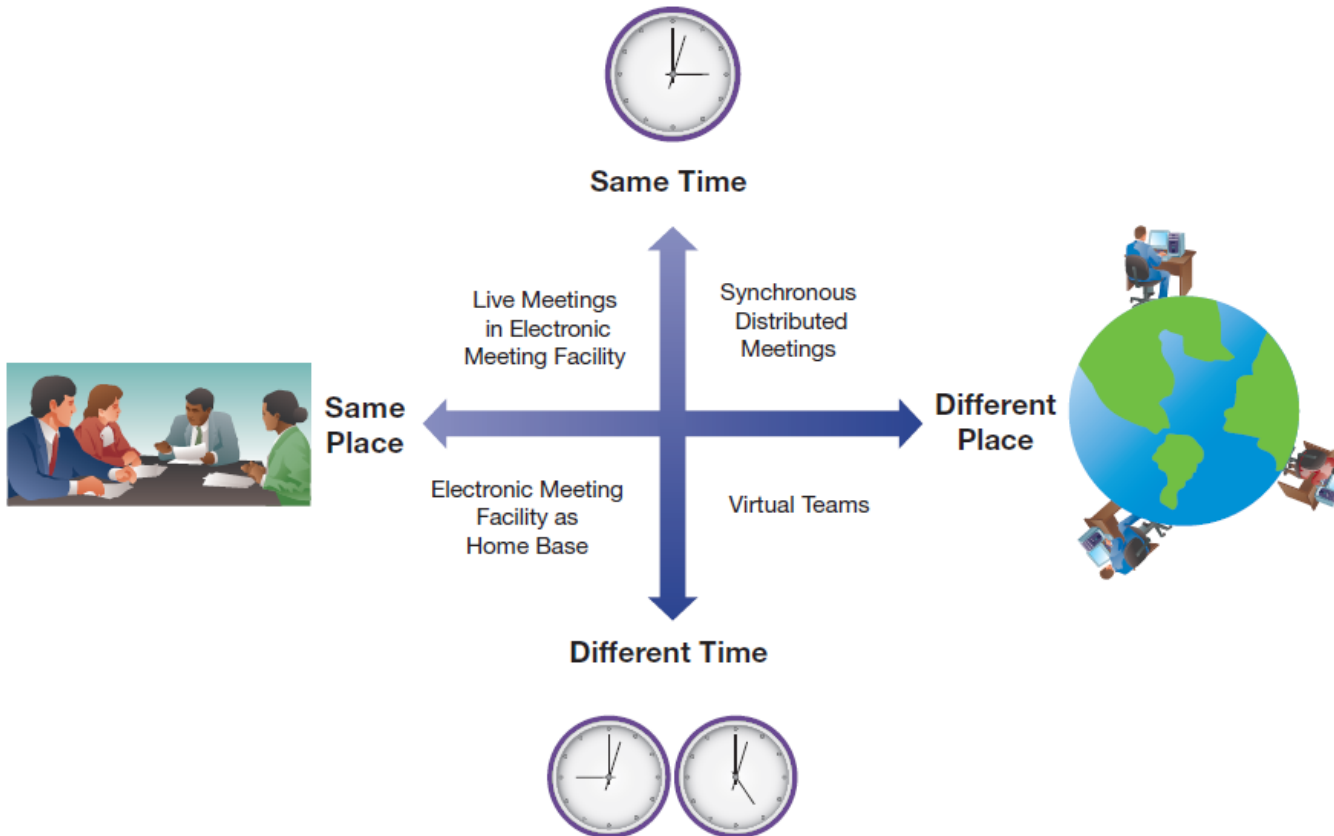 Same Time
Live Meetings
in Electronic
Meeting Facility
Synchronous
Distributed
Meetings
Same
Place
Different
Place
Electronic Meeting
Facility as
Home Base
Virtual Teams
Different Time